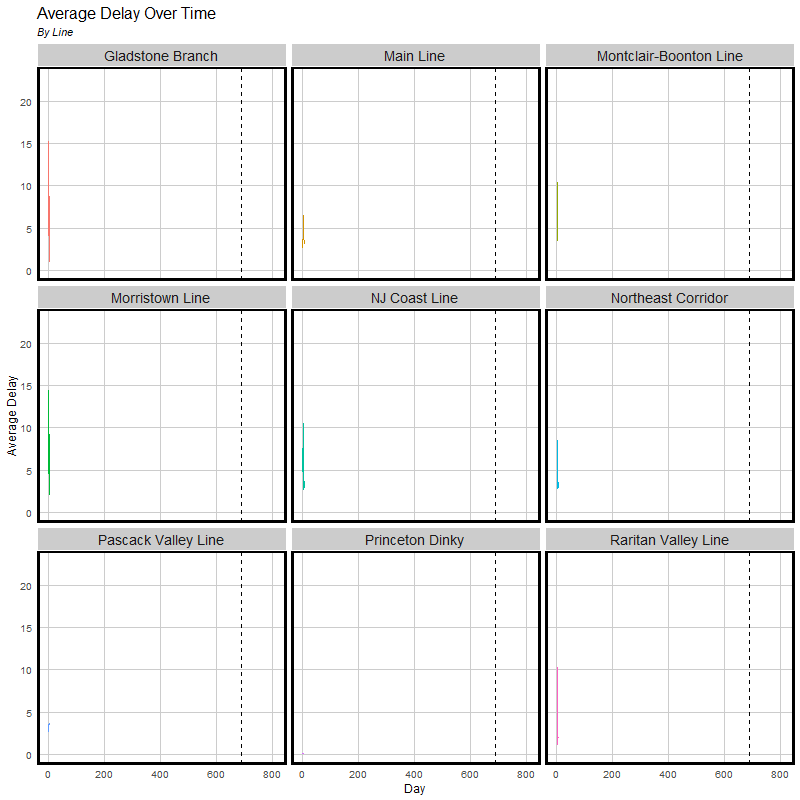 Average Delay Over Time
By Line
Gladstone Branch
Main Line
Montclair-Boonton Line
20
15
10
5
0
Morristown Line
NJ Coast Line
Northeast Corridor
20
15
10
5
0
Average Delay
Pascack Valley Line
Princeton Dinky
Raritan Valley Line
20
15
10
5
0
0 200 400 600 800
0 200 400 600 800
0 200 400 600 800
Day